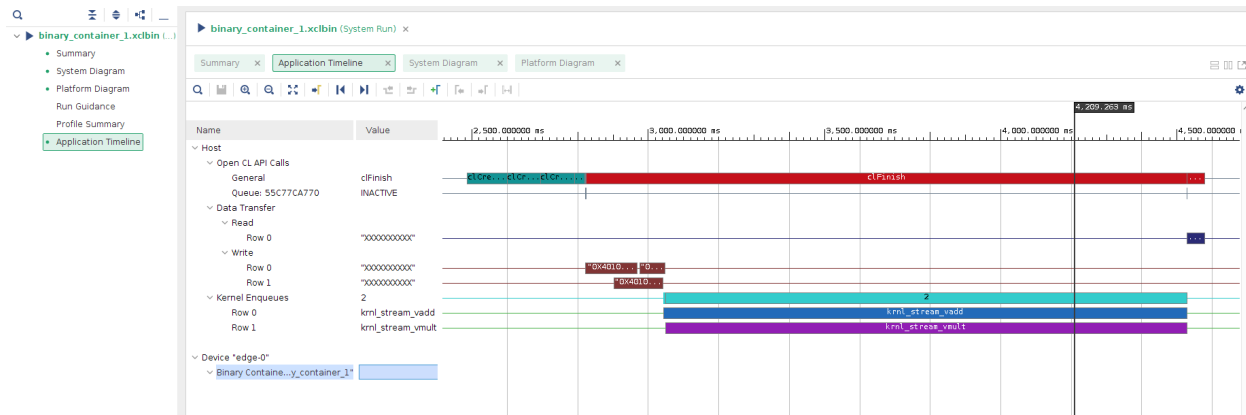 binary_container_1.xclbin (...)
Summary
System Diagram
Platform Diagram
Run Guidance
Profile Summary
Application Timeline
binary_container_1.xclbin (System Run) ×
Summary × Application Timeline × System Diagram × Platform Diagram ×
4,209.263 ms
Name Value 2,500.000000 ms 3,000.000000 ms 3,500.000000 ms 4,000.000000 ms 4,500.000000
Host
Open CL API Calls
General clFinish clCre...clCr...clCr..... clFinish ...
Queue: 55C77CA770 INACTIVE
Data Transfer
Read
Row 0 "XXXXXXXXXX" ...
Write
Row 0 "XXXXXXXXXX" "0X4010... "0...
Row 1 "XXXXXXXXXX" "0X4010...
Kernel Enqueues 2 2
Row 0 krnl_stream_vadd krnl_stream_vadd
Row 1 krnl_stream_vmult krnl_stream_vmult
Device "edge-0"
Binary Containe...y_container_1"